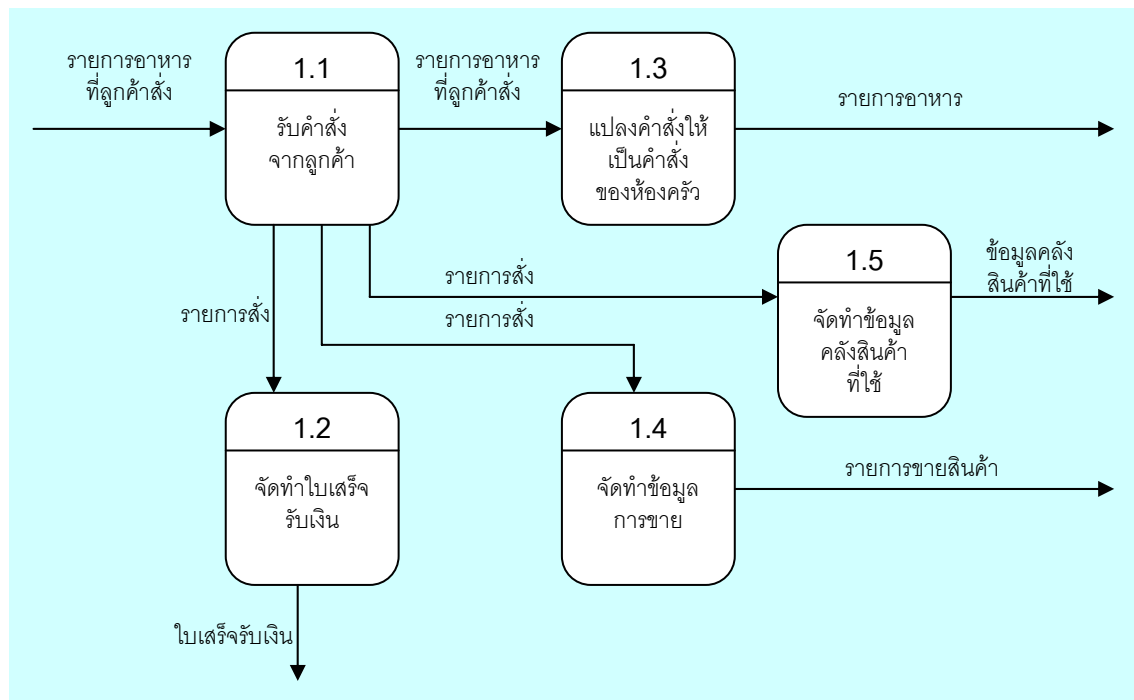 รายการอาหาร
ที่ลูกค้าสั่ง
1.1
รับคำสั่ง
จากลูกค้า
รายการอาหาร
ที่ลูกค้าสั่ง
1.3
แปลงคำสั่งให้
เป็นคำสั่ง
ของห้องครัว
รายการอาหาร
รายการสั่ง
รายการสั่ง
รายการสั่ง
1.5
จัดทำข้อมูล
คลังสินค้า
ที่ใช้
ข้อมูลคลัง
สินค้าที่ใช้
1.2
จัดทำใบเสร็จ
รับเงิน
1.4
จัดทำข้อมูล
การขาย
รายการขายสินค้า
ใบเสร็จรับเงิน